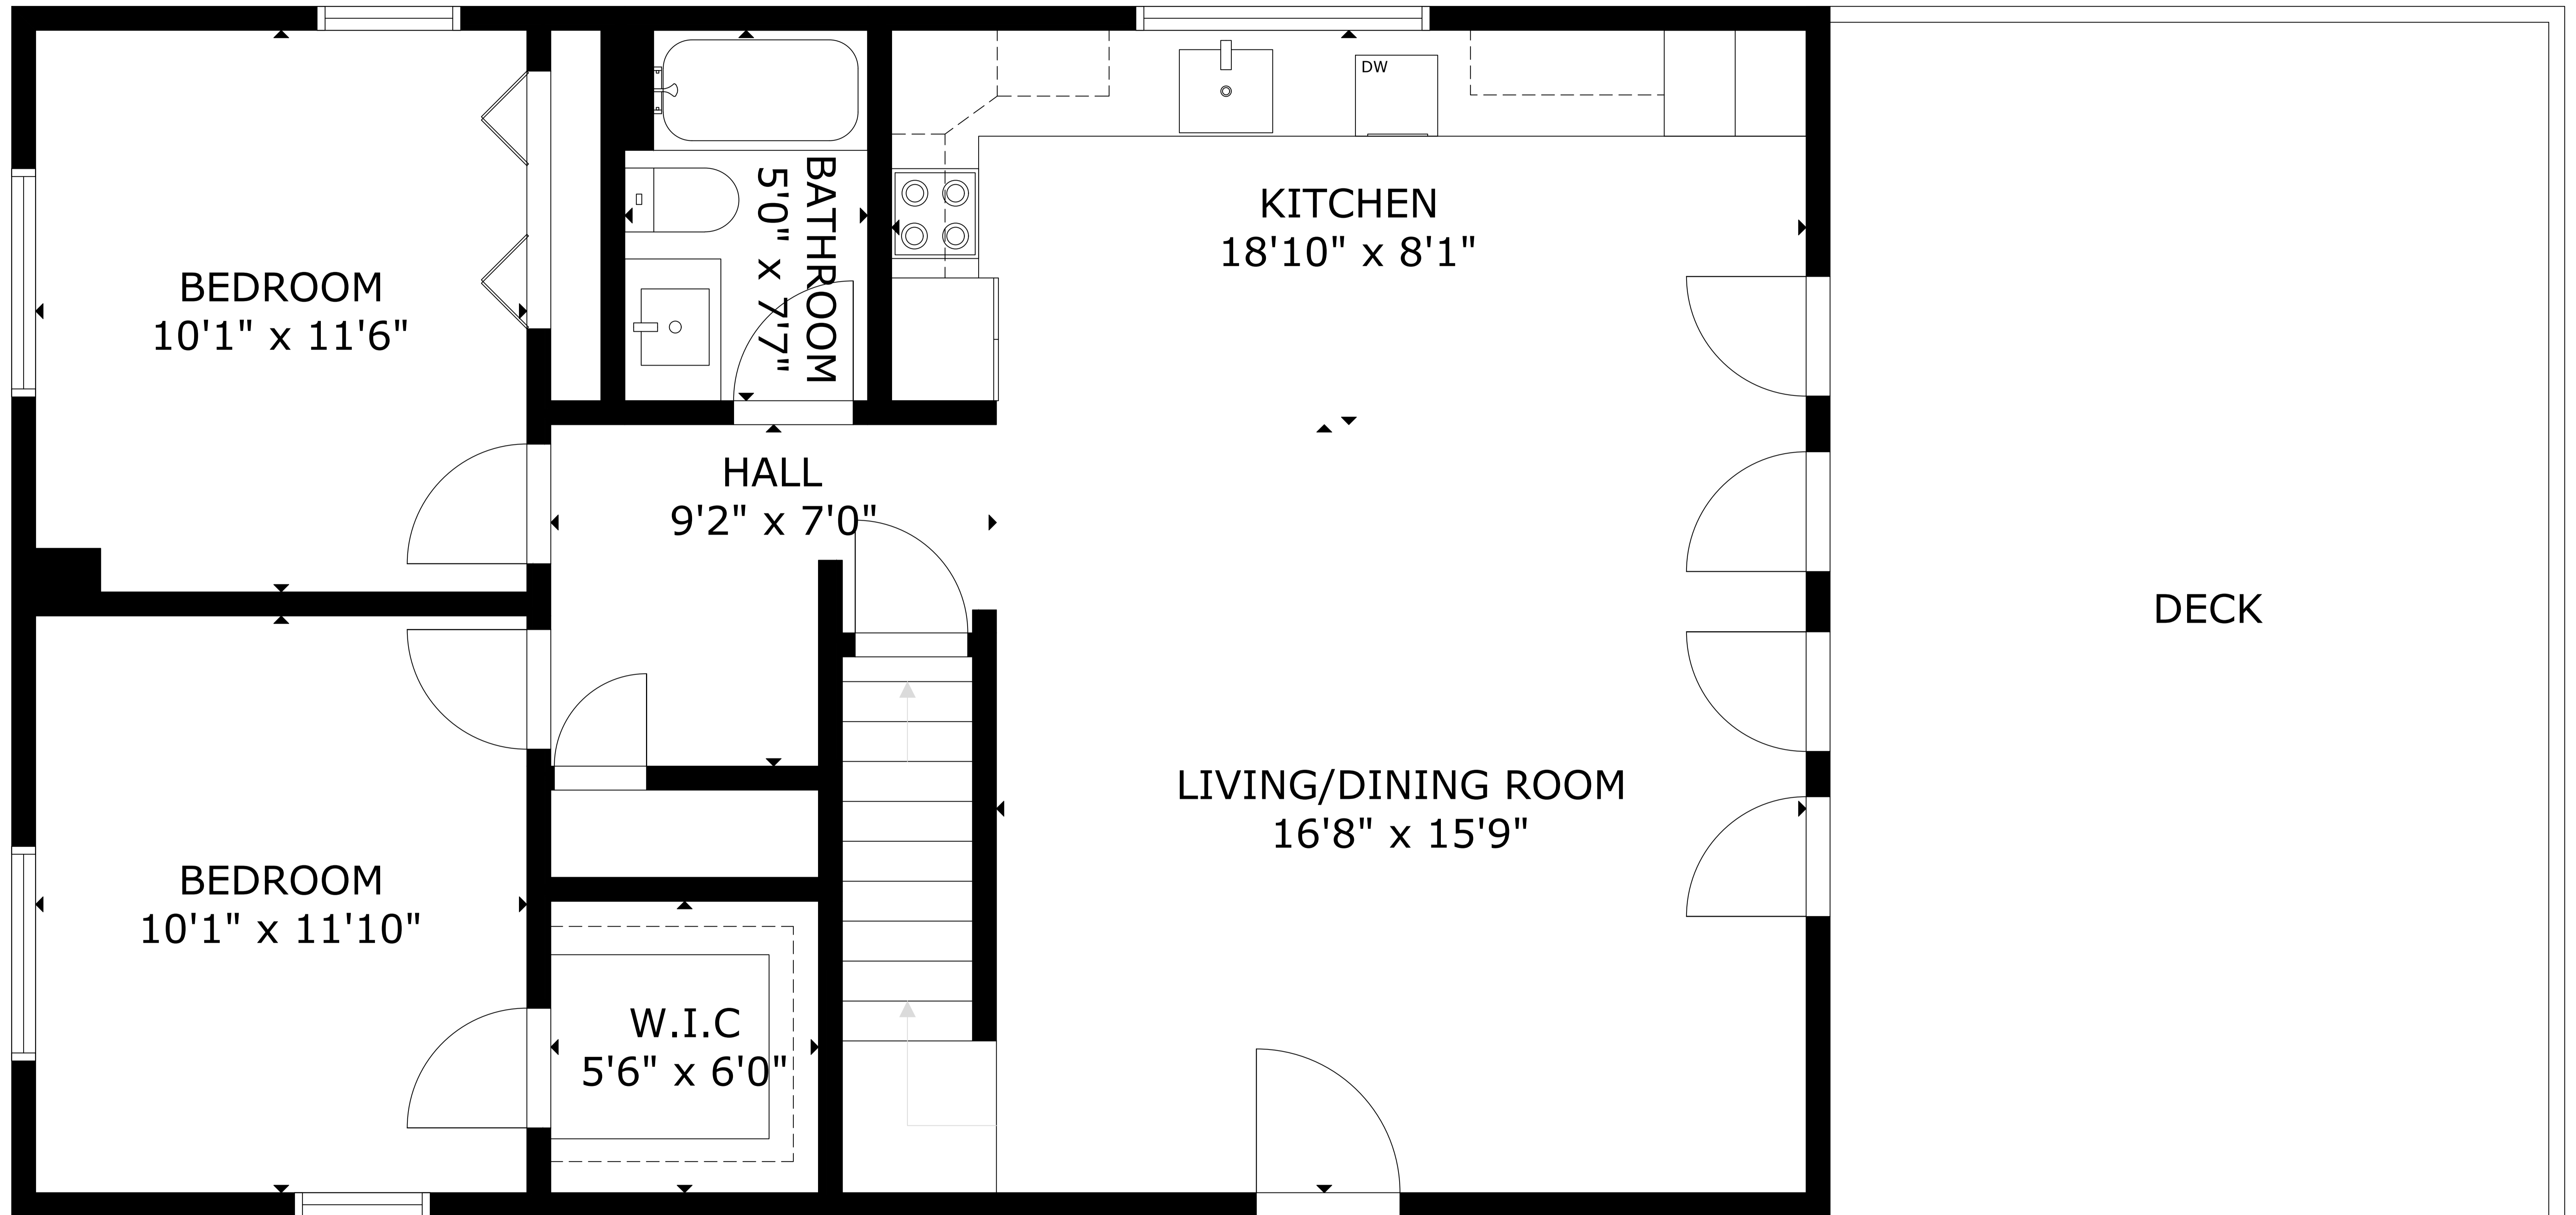 DW
KITCHEN
18'10" x 8'1"
BATHROOM
5'0" x 7'7"
BEDROOM
10'1" x 11'6"
HALL
9'2" x 7'0"
DECK
LIVING/DINING ROOM
16'8" x 15'9"
BEDROOM
10'1" x 11'10"
W.I.C
5'6" x 6'0"